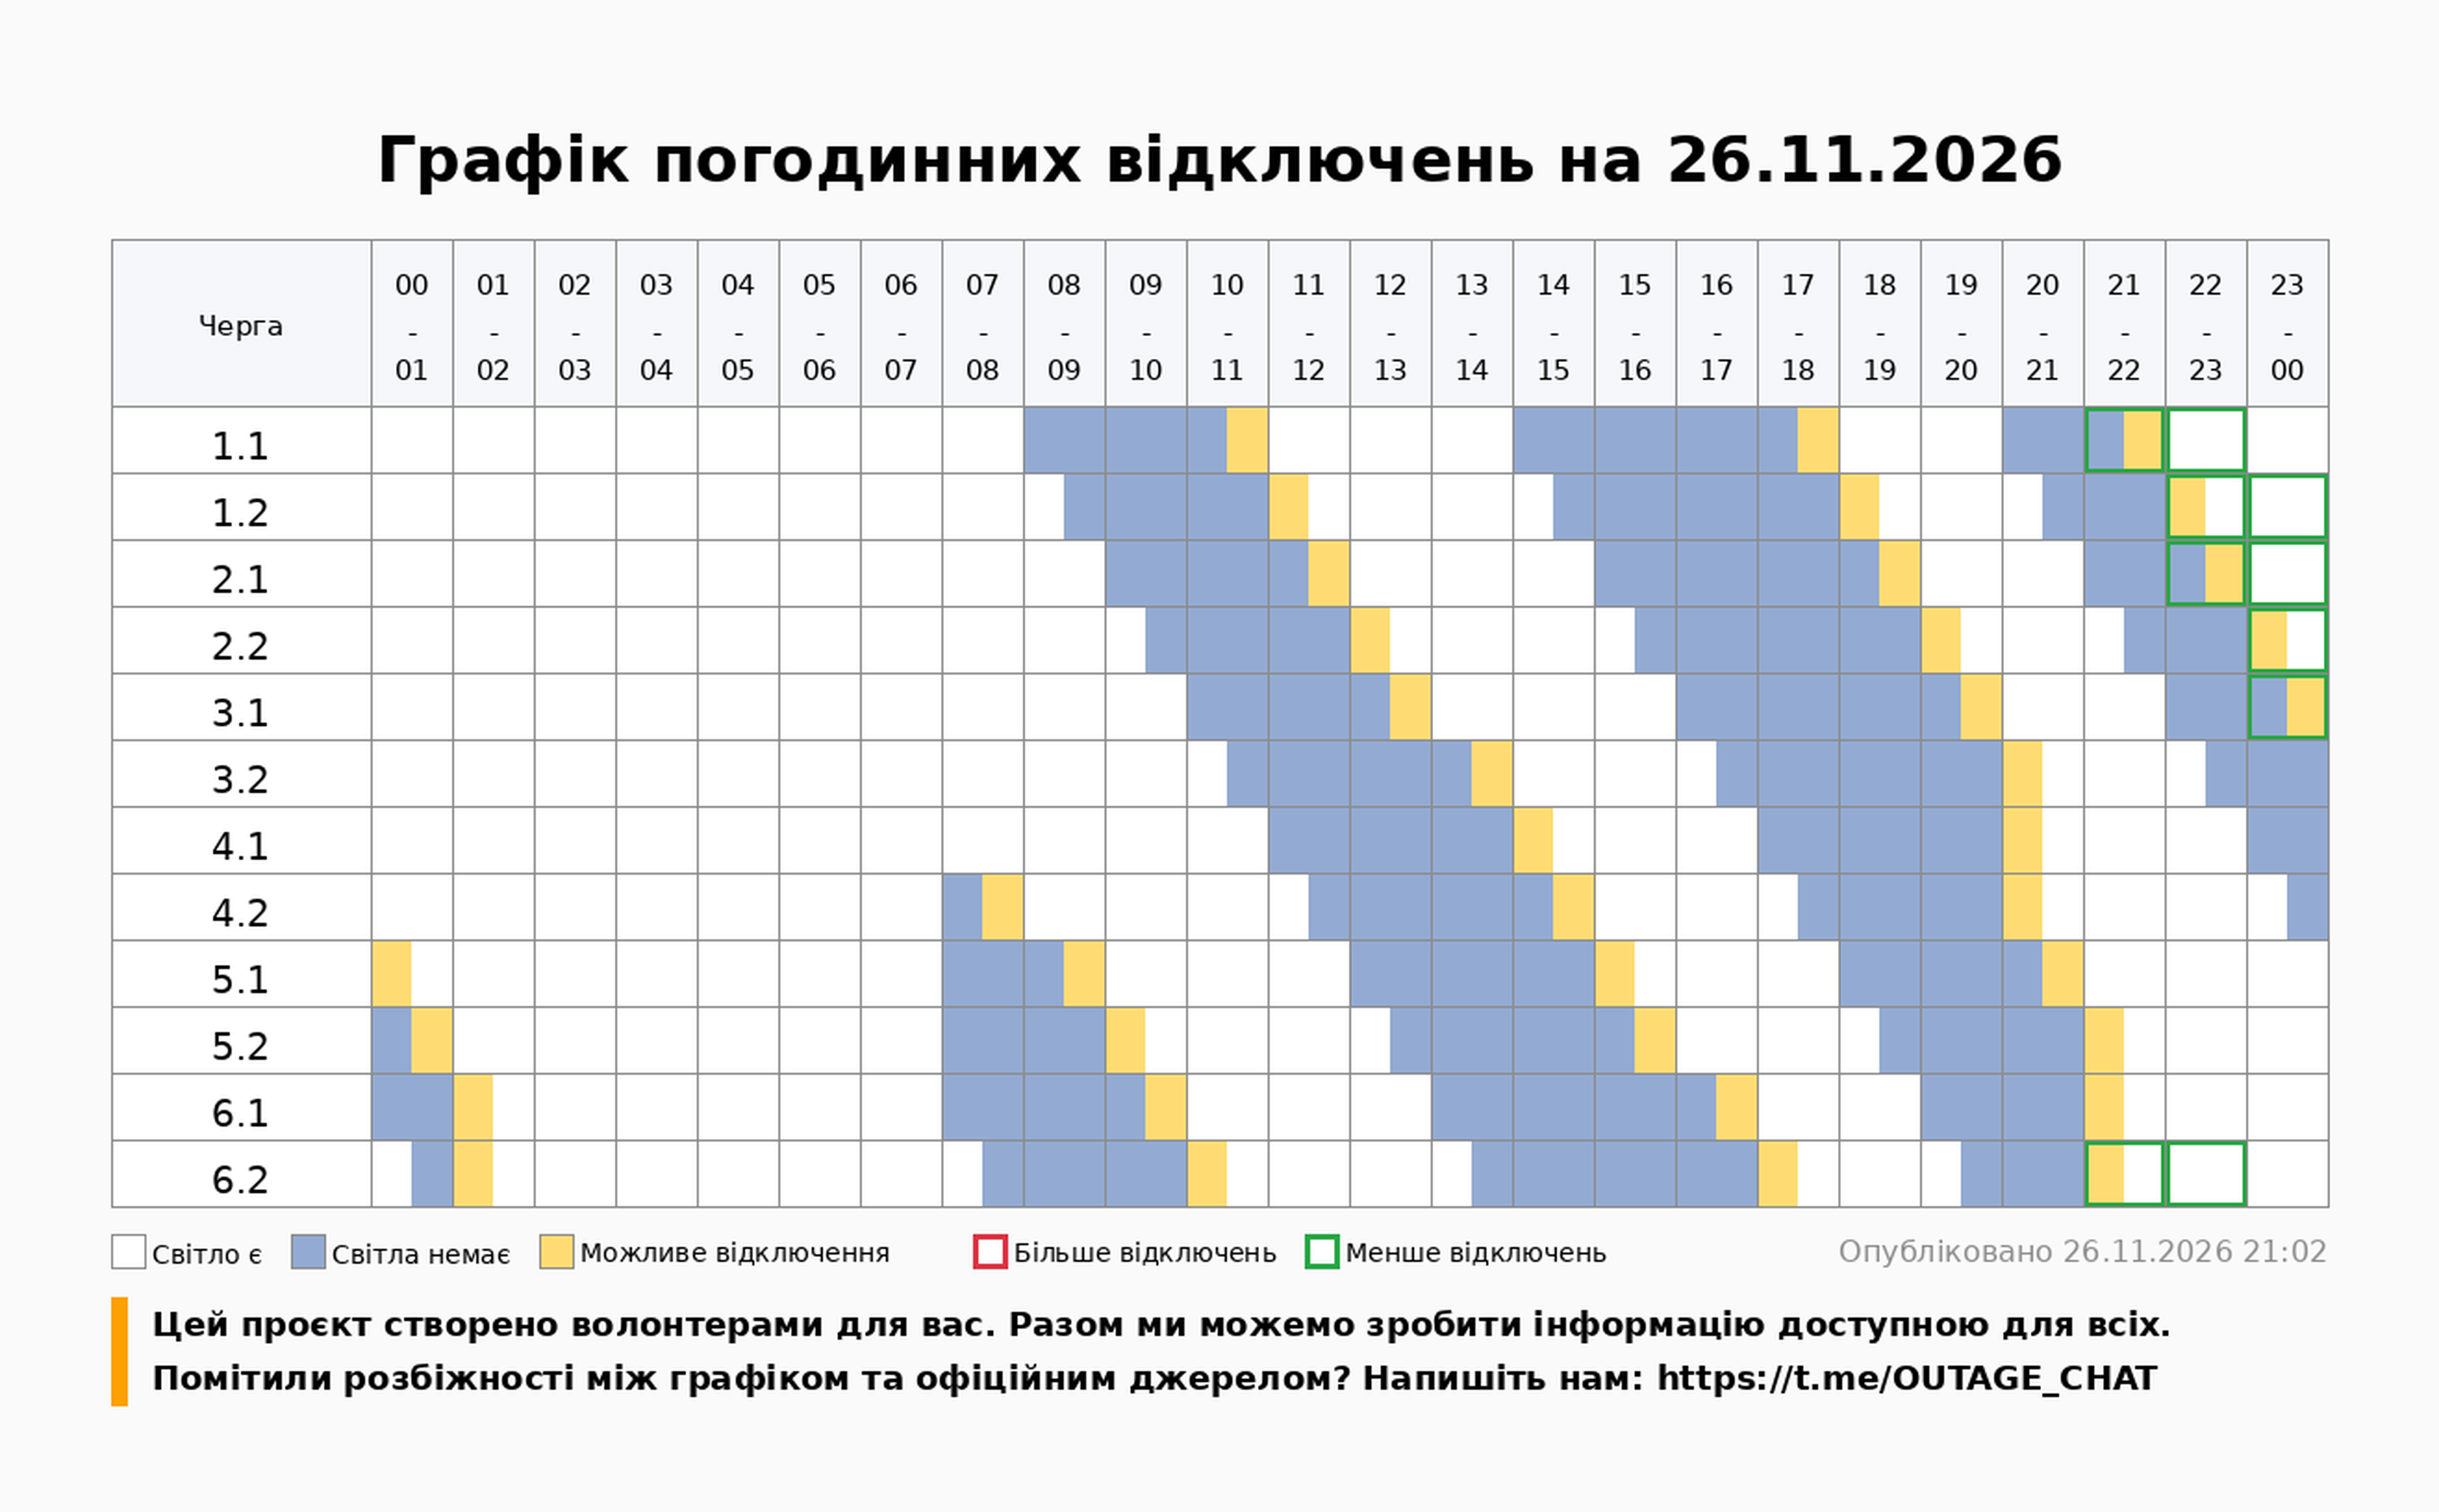 Графік погодинних відключень на 26.11.2026
Черга
00 - 01
01 - 02
02 - 03
03 - 04
04 - 05
05 - 06
06 - 07
07 - 08
08 - 09
09 - 10
10 - 11
11 - 12
12 - 13
13 - 14
14 - 15
15 - 16
16 - 17
17 - 18
18 - 19
19 - 20
20 - 21
21 - 22
22 - 23
23 - 00
1.1
1.2
2.1
2.2
3.1
3.2
4.1
4.2
5.1
5.2
6.1
6.2
Світло є
Світла немає
Можливе відключення
Більше відключень
Менше відключень
Опубліковано 26.11.2026 21:02
Цей проєкт створено волонтерами для вас. Разом ми можемо зробити інформацію доступною для всіх.
Помітили розбіжності між графіком та офіційним джерелом? Напишіть нам: https://t.me/OUTAGE_CHAT